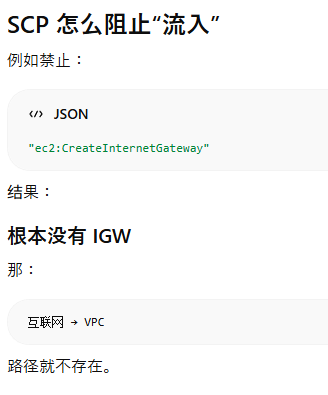 SCP 怎么阻止“流入”
例如禁止：
</> JSON
"ec2:CreateInternetGateway"
结果：
根本没有 IGW
那：
互联网 → VPC
路径就不存在。